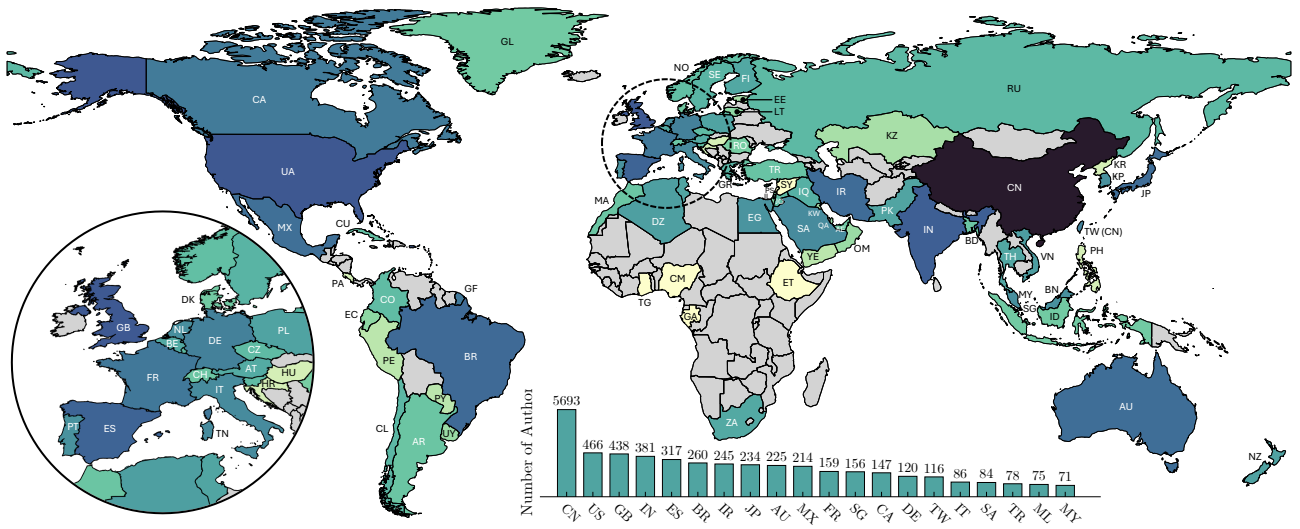 GL
NO
SE
FI
RU
CA
EE
LT
KZ
RO
UA
TR
GR
SY
IQ
IR
CN
KR
KP
JP
MA
DZ
EG
KW
QA
SA
PK
IN
BD
TW (CN)
MX
CU
OM
YE
TH
VN
PH
PA
CO
GF
TG
CM
ET
MY
BN
SG
EC
GA
ID
DK
GB
NL
BE
DE
PL
CZ
FR
CH
AT
HU
HR
IT
PT
ES
TN
PE
BR
PY
UY
CL
AR
ZA
AU
NZ
Number of Author
5693
466
438
381
317
260
245
234
225
214
159
156
147
120
116
86
84
78
75
71
CN
US
GB
IN
ES
BR
IR
JP
AU
MX
FR
SG
CA
DE
TW
IT
SA
TR
ML
MY